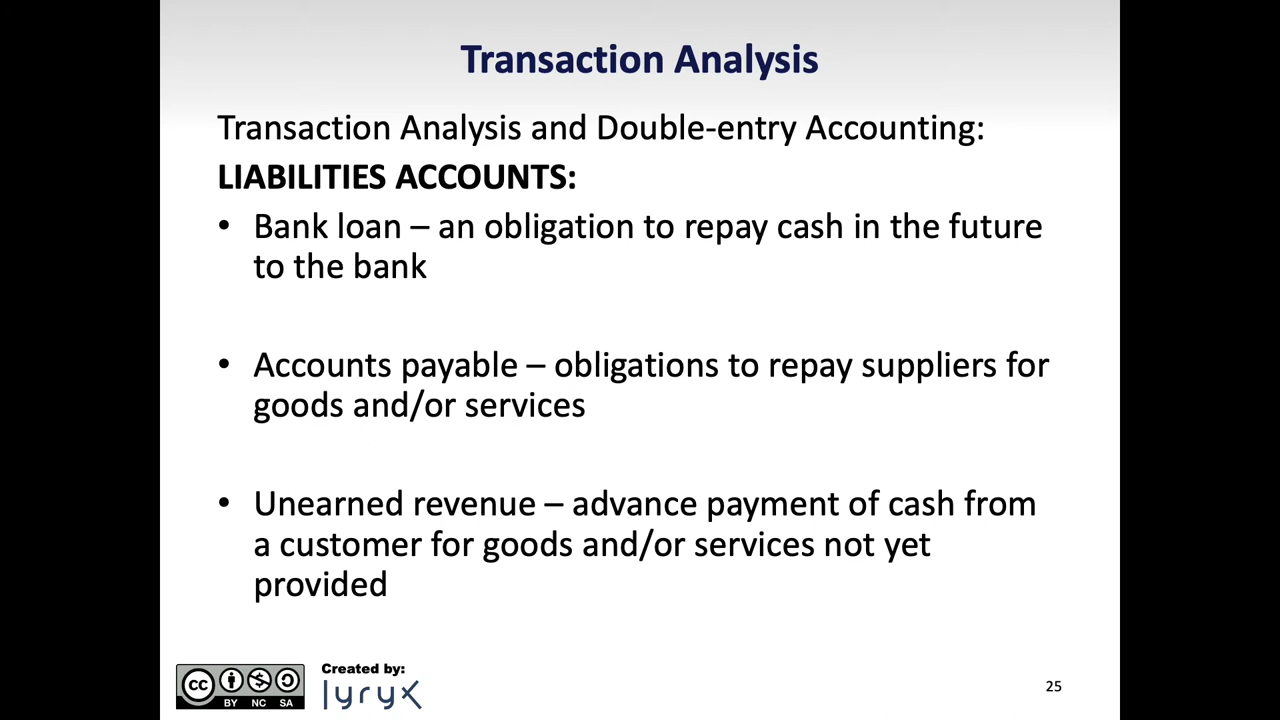 Transaction Analysis
Transaction Analysis and Double-entry Accounting:
LIABILITIES ACCOUNTS:
• Bank loan – an obligation to repay cash in the future
to the bank
• Accounts payable – obligations to repay suppliers for
goods and/or services
• Unearned revenue – advance payment of cash from
a customer for goods and/or services not yet
provided
cc
BY NC SA
Created by:
lyryx
25